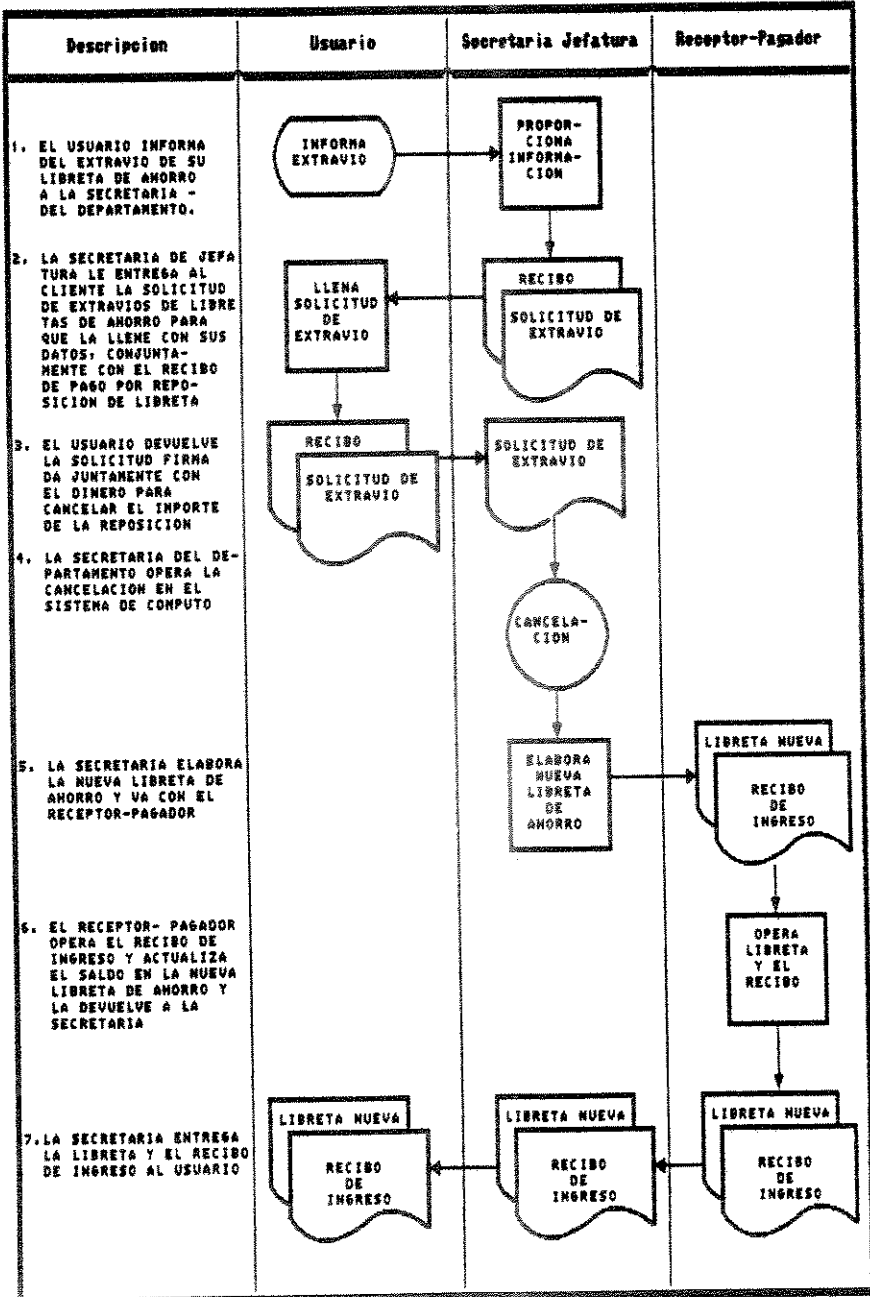 Descripcion
Usuario
Secretaria Jefatura
Receptor-Pagador
1. EL USUARIO INFORMA
DEL EXTRAVIO DE SU
LIBRETA DE AHORRO
A LA SECRETARIA -
DEL DEPARTAMENTO.
INFORMA
EXTRAVIO
PROPOR-
CIONA
INFORMA-
CION
2. LA SECRETARIA DE JEFA
TURA LE ENTREGA AL
CLIENTE LA SOLICITUD
DE EXTRAVIOS DE LIBRE
TAS DE AHORRO PARA
QUE LA LLENE CON SUS
DATOS, CONJUNTA-
MENTE CON EL RECIBO
DE PAGO POR REPO-
SICION DE LIBRETA
LLENA
SOLICITUD
DE
EXTRAVIO
RECIBO
SOLICITUD DE
EXTRAVIO
3. EL USUARIO DEVUELVE
LA SOLICITUD FIRMA
DA JUNTAMENTE CON
EL DINERO PARA
CANCELAR EL IMPORTE
DE LA REPOSICION
RECIBO
SOLICITUD DE
EXTRAVIO
SOLICITUD DE
EXTRAVIO
4. LA SECRETARIA DEL DE-
PARTAMENTO OPERA LA
CANCELACION EN EL
SISTEMA DE COMPUTO
CANCELA-
CION
5. LA SECRETARIA ELABORA
LA NUEVA LIBRETA DE
AHORRO Y VA CON EL
RECEPTOR-PAGADOR
ELABORA
NUEVA
LIBRETA
DE
AHORRO
LIBRETA NUEVA
RECIBO
DE
INGRESO
6. EL RECEPTOR- PAGADOR
OPERA EL RECIBO DE
INGRESO Y ACTUALIZA
EL SALDO EN LA NUEVA
LIBRETA DE AHORRO Y
LA DEVUELVE A LA
SECRETARIA
OPERA
LIBRETA
Y EL
RECIBO
7.LA SECRETARIA ENTREGA
LA LIBRETA Y EL RECIBO
DE INGRESO AL USUARIO
LIBRETA NUEVA
RECIBO
DE
INGRESO
LIBRETA NUEVA
RECIBO
DE
INGRESO
LIBRETA NUEVA
RECIBO
DE
INGRESO